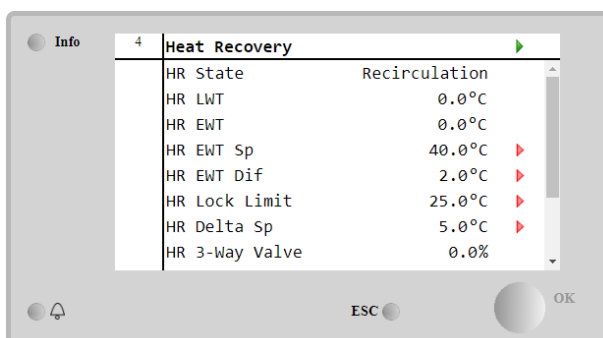 Info
4 Heat Recovery
HR State Recirculation
HR LWT 0.0°C
HR EWT 0.0°C
HR EWT Sp 40.0°C
HR EWT Dif 2.0°C
HR Lock Limit 25.0°C
HR Delta Sp 5.0°C
HR 3-Way Valve 0.0%
ESC
OK